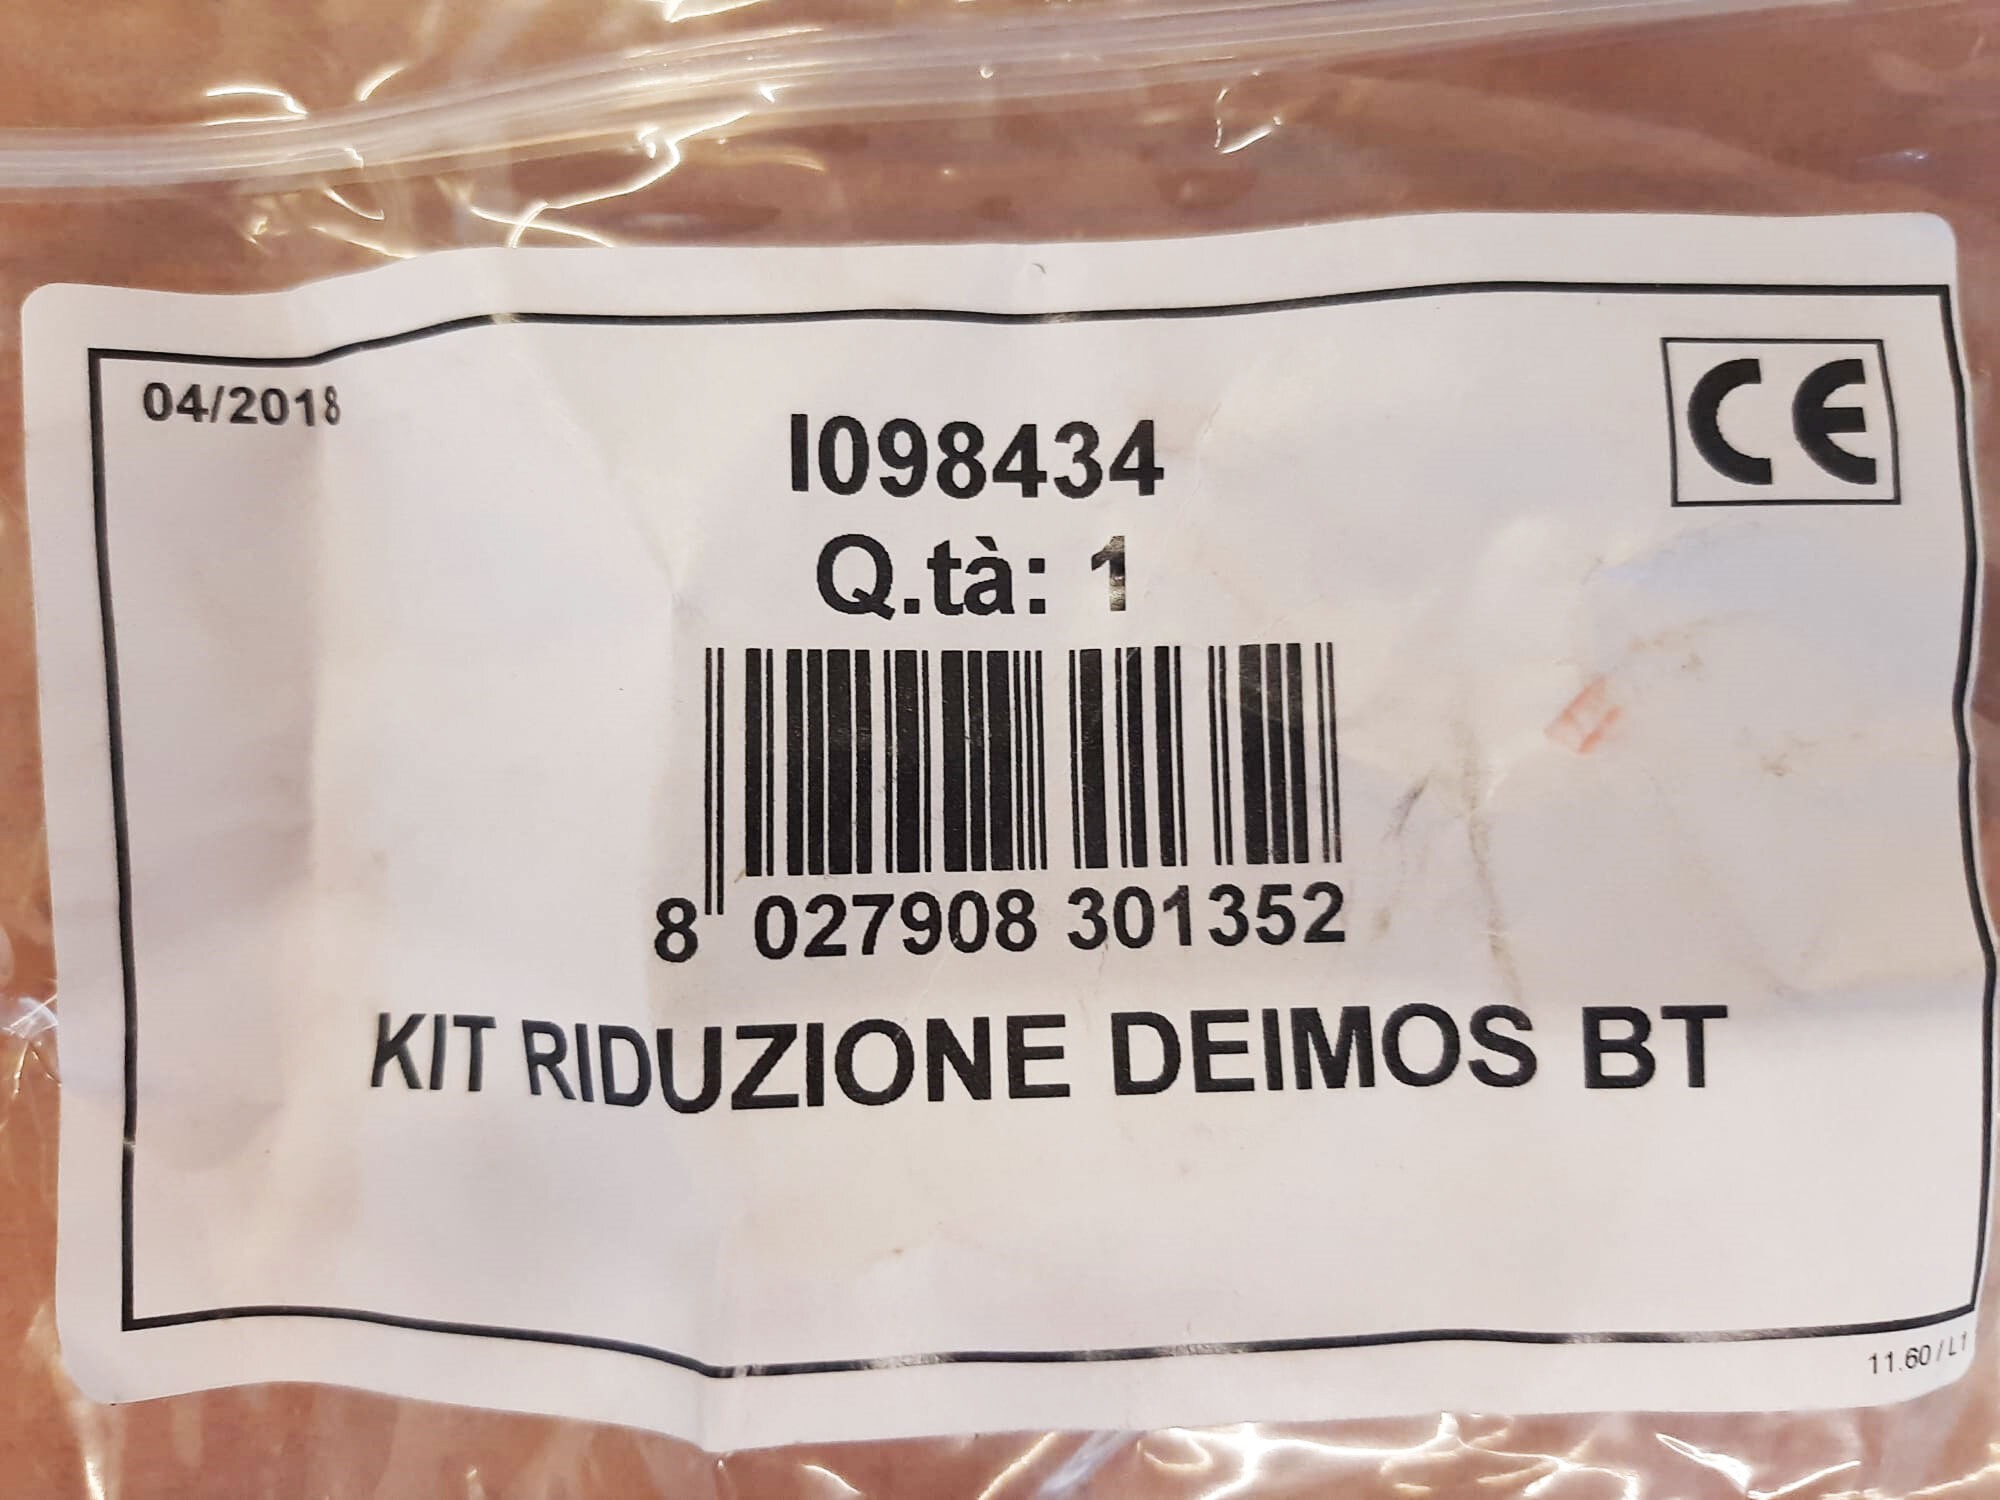 04/2018
CE
I098434
Q.tà: 1
8 027908 301352
KIT RIDUZIONE DEIMOS BT
11.60 / L1